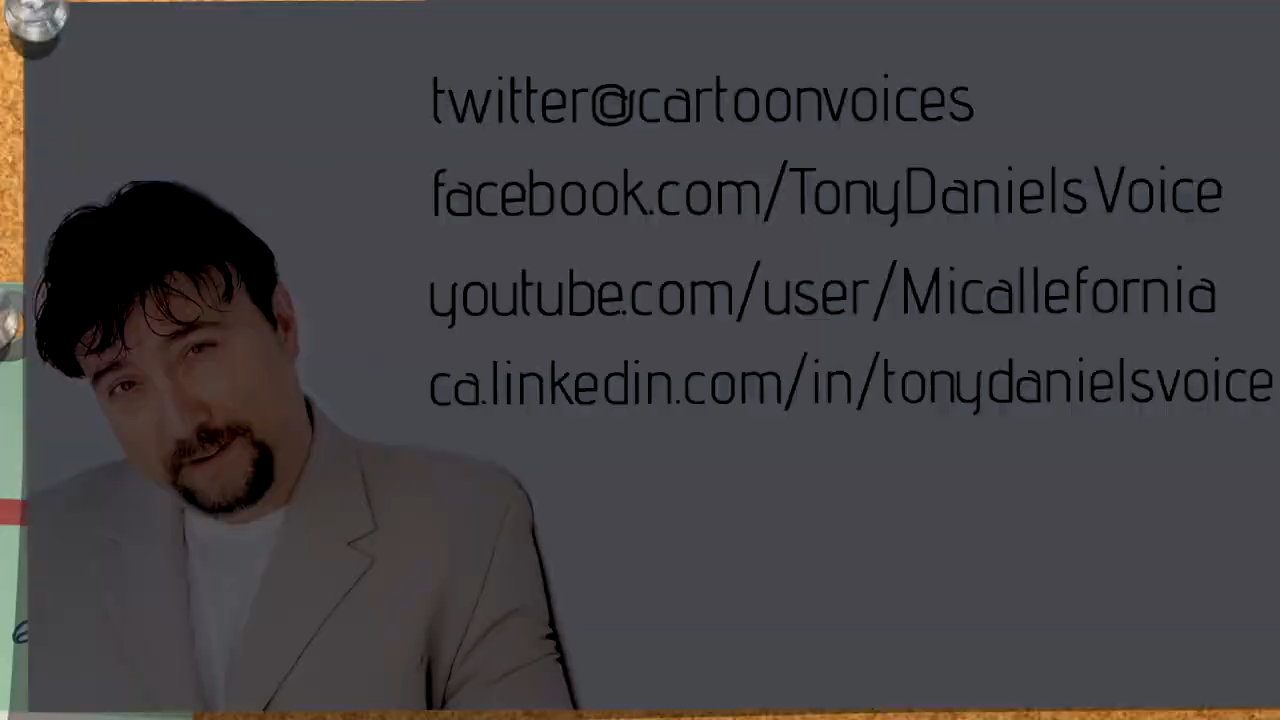 twitter@cartoonvoices
facebook.com/TonyDanielsVoice
youtube.com/user/Micallefornia
ca.linkedin.com/in/tonydanielsvoice